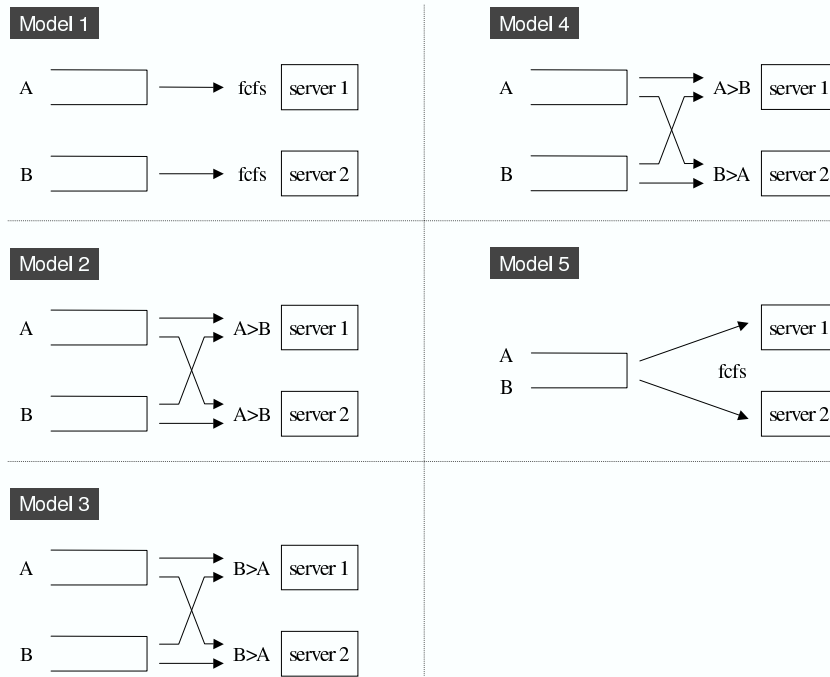 Model 1
A fcfs server 1
B fcfs server 2
Model 2
A A>B server 1
B A>B server 2
Model 3
A B>A server 1
B B>A server 2
Model 4
A A>B server 1
B B>A server 2
Model 5
server 1
A
fcfs
B
server 2